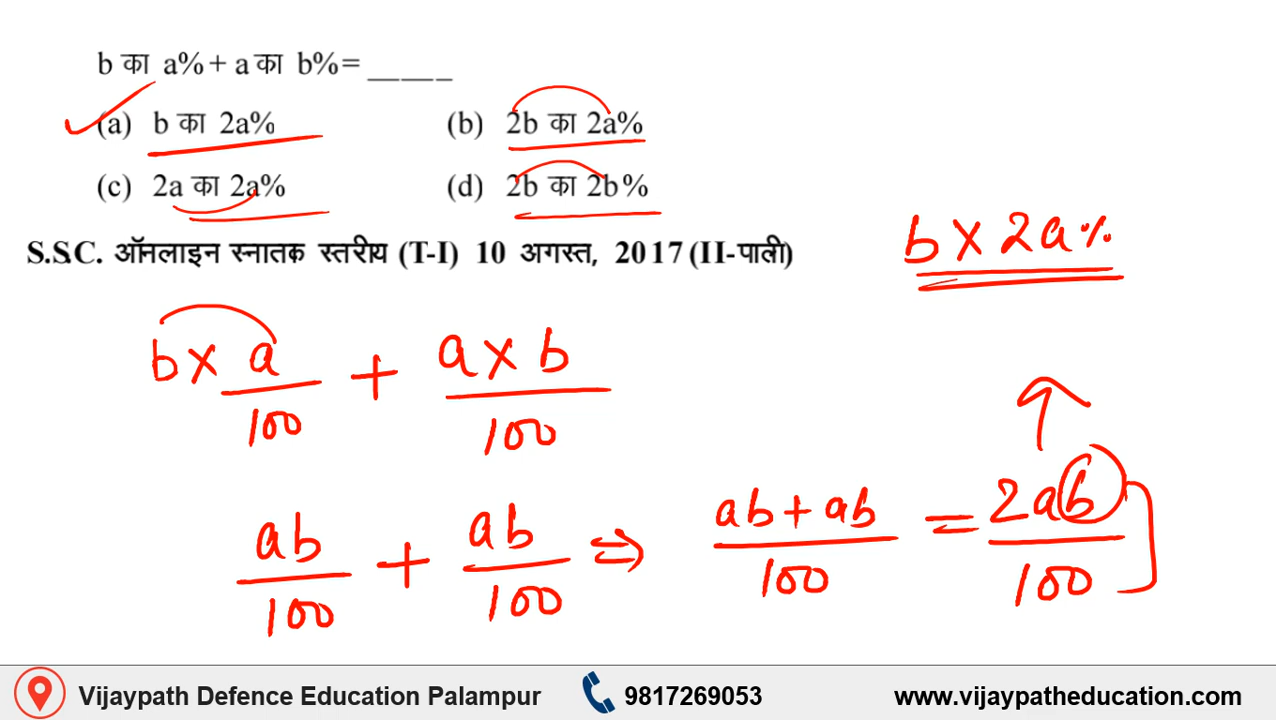 b का a% + a का b% = _____
(a) b का 2a% (b) 2b का 2a%
(c) 2a का 2a% (d) 2b का 2b%
S.S.C. ऑनलाइन स्नातक स्तरीय (T-I) 10 अगस्त, 2017 (II-पाली)
b × 2a%
b × a/100 + a × b/100
ab/100 + ab/100 ⇒ ab + ab/100 = 2ab/100
Vijaypath Defence Education Palampur 9817269053 www.vijaypatheducation.com